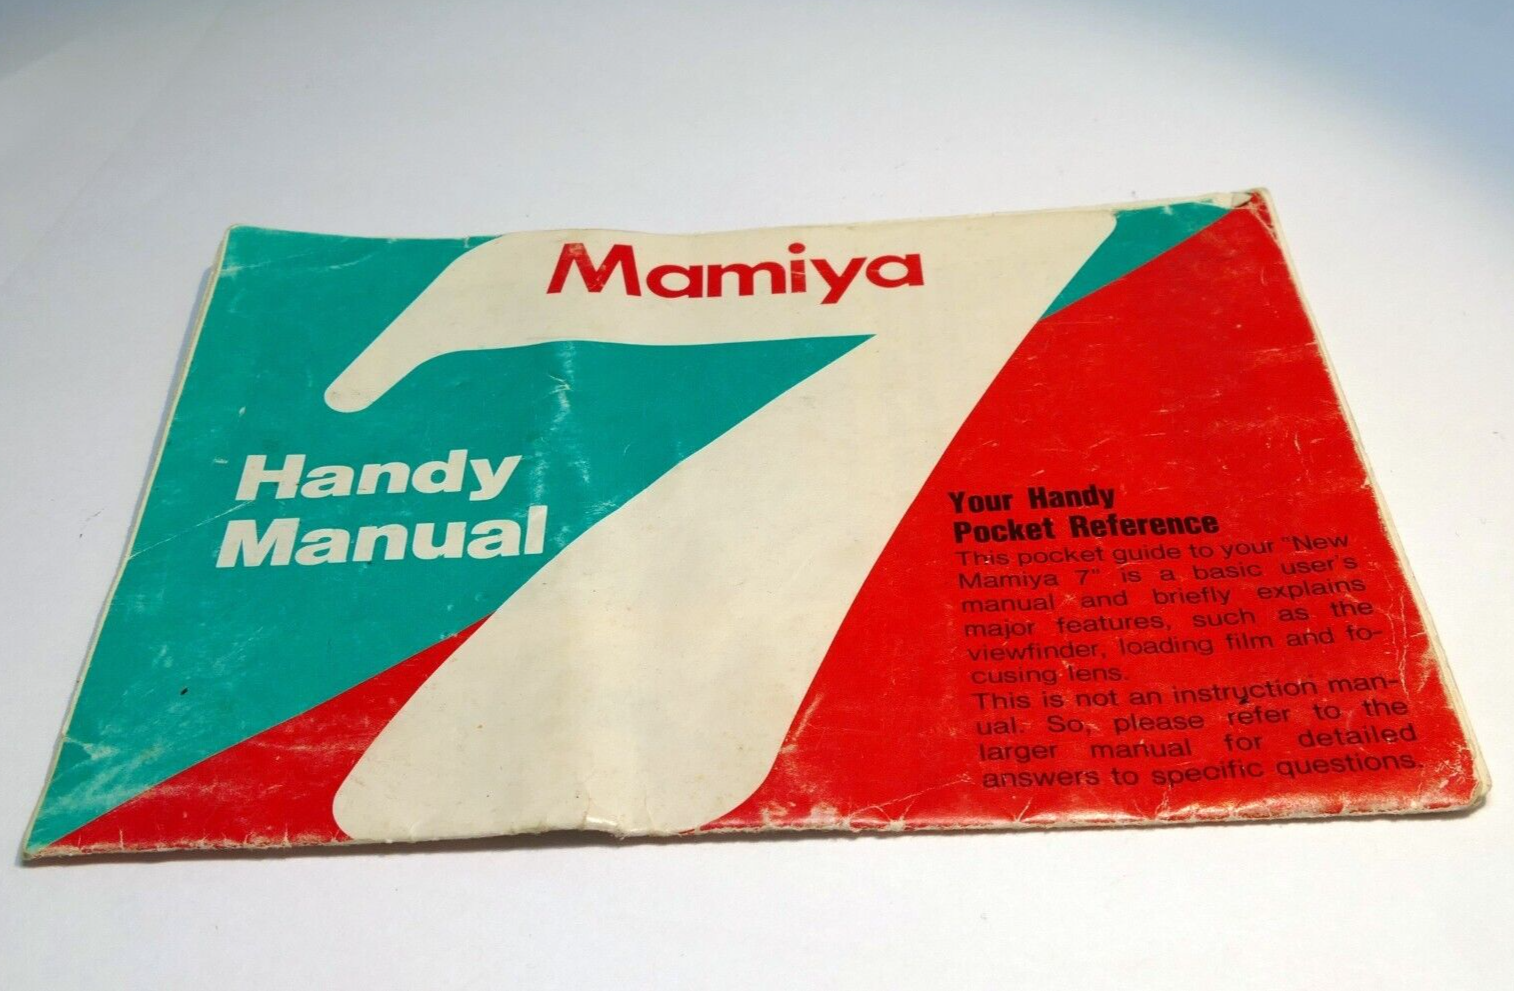 Mamiya
7
Handy
Manual
Your Handy
Pocket Reference
This pocket guide to your "New
Mamiya 7" is a basic user's
manual and briefly explains
major features, such as the
viewfinder, loading film and fo-
cusing lens.
This is not an instruction man-
ual. So, please refer to the
larger manual for detailed
answers to specific questions.